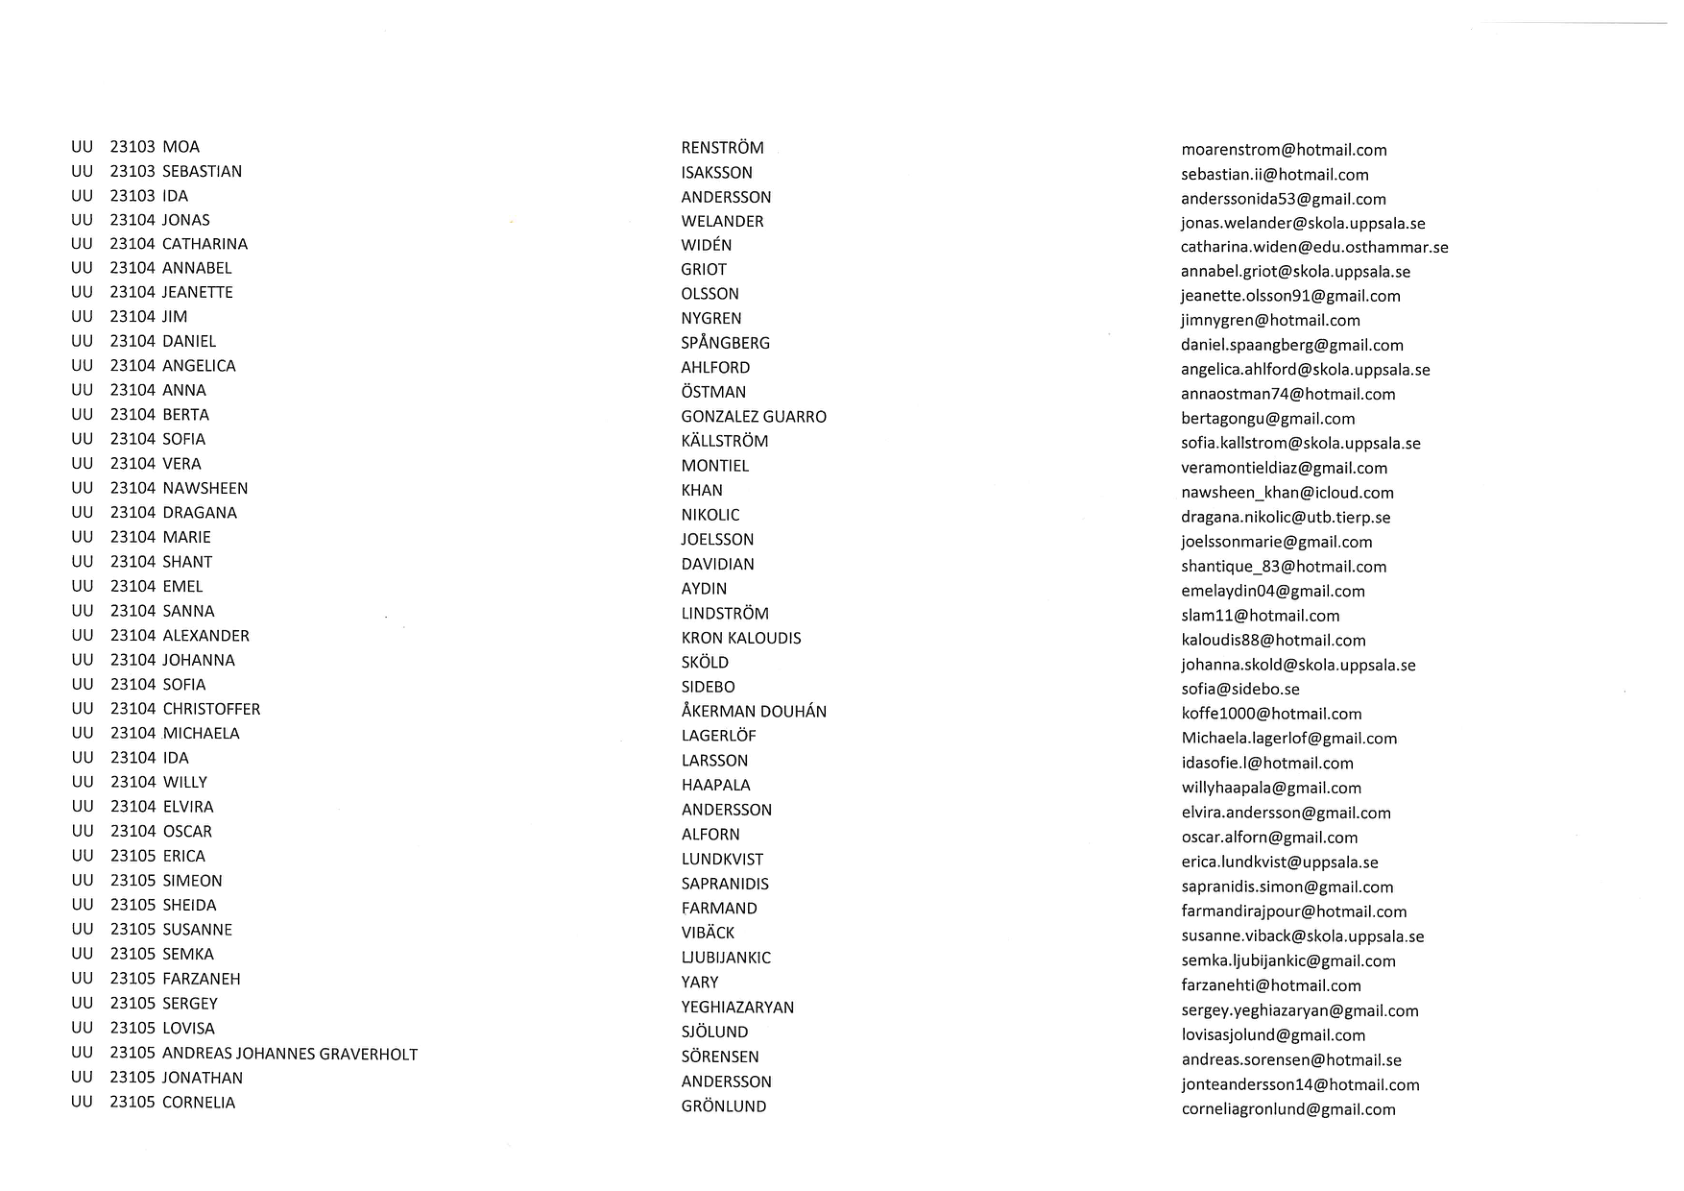 UU 23103 MOA RENSTRÖM moarenstrom@hotmail.com
UU 23103 SEBASTIAN ISAKSSON sebastian.ii@hotmail.com
UU 23103 IDA ANDERSSON anderssonida53@gmail.com
UU 23104 JONAS WELANDER jonas.welander@skola.uppsala.se
UU 23104 CATHARINA WIDÉN catharina.widen@edu.osthammar.se
UU 23104 ANNABEL GRIOT annabel.griot@skola.uppsala.se
UU 23104 JEANETTE OLSSON jeanette.olsson91@gmail.com
UU 23104 JIM NYGREN jimnygren@hotmail.com
UU 23104 DANIEL SPÅNGBERG daniel.spaangberg@gmail.com
UU 23104 ANGELICA AHLFORD angelica.ahlford@skola.uppsala.se
UU 23104 ANNA ÖSTMAN annaostman74@hotmail.com
UU 23104 BERTA GONZALEZ GUARRO bertagongu@gmail.com
UU 23104 SOFIA KÄLLSTRÖM sofia.kallstrom@skola.uppsala.se
UU 23104 VERA MONTIEL veramontieldiaz@gmail.com
UU 23104 NAWSHEEN KHAN nawsheen_khan@icloud.com
UU 23104 DRAGANA NIKOLIC dragana.nikolic@utb.tierp.se
UU 23104 MARIE JOELSSON joelssonmarie@gmail.com
UU 23104 SHANT DAVIDIAN shantique_83@hotmail.com
UU 23104 EMEL AYDIN emelaydin04@gmail.com
UU 23104 SANNA LINDSTRÖM slam11@hotmail.com
UU 23104 ALEXANDER KRON KALOUDIS kaloudis88@hotmail.com
UU 23104 JOHANNA SKÖLD johanna.skold@skola.uppsala.se
UU 23104 SOFIA SIDEBO sofia@sidebo.se
UU 23104 CHRISTOFFER ÅKERMAN DOUHÁN koffe1000@hotmail.com
UU 23104 MICHAELA LAGERLÖF Michaela.lagerlof@gmail.com
UU 23104 IDA LARSSON idasofie.l@hotmail.com
UU 23104 WILLY HAAPALA willyhaapala@gmail.com
UU 23104 ELVIRA ANDERSSON elvira.andersson@gmail.com
UU 23104 OSCAR ALFORN oscar.alforn@gmail.com
UU 23105 ERICA LUNDKVIST erica.lundkvist@uppsala.se
UU 23105 SIMEON SAPRANIDIS sapranidis.simon@gmail.com
UU 23105 SHEIDA FARMAND farmandirajpour@hotmail.com
UU 23105 SUSANNE VIBÄCK susanne.viback@skola.uppsala.se
UU 23105 SEMKA LJUBIJANKIC semka.ljubijankic@gmail.com
UU 23105 FARZANEH YARY farzanehti@hotmail.com
UU 23105 SERGEY YEGHIAZARYAN sergey.yeghiazaryan@gmail.com
UU 23105 LOVISA SJÖLUND lovisasjolund@gmail.com
UU 23105 ANDREAS JOHANNES GRAVERHOLT SÖRENSEN andreas.sorensen@hotmail.se
UU 23105 JONATHAN ANDERSSON jonteandersson14@hotmail.com
UU 23105 CORNELIA GRÖNLUND corneliagronlund@gmail.com